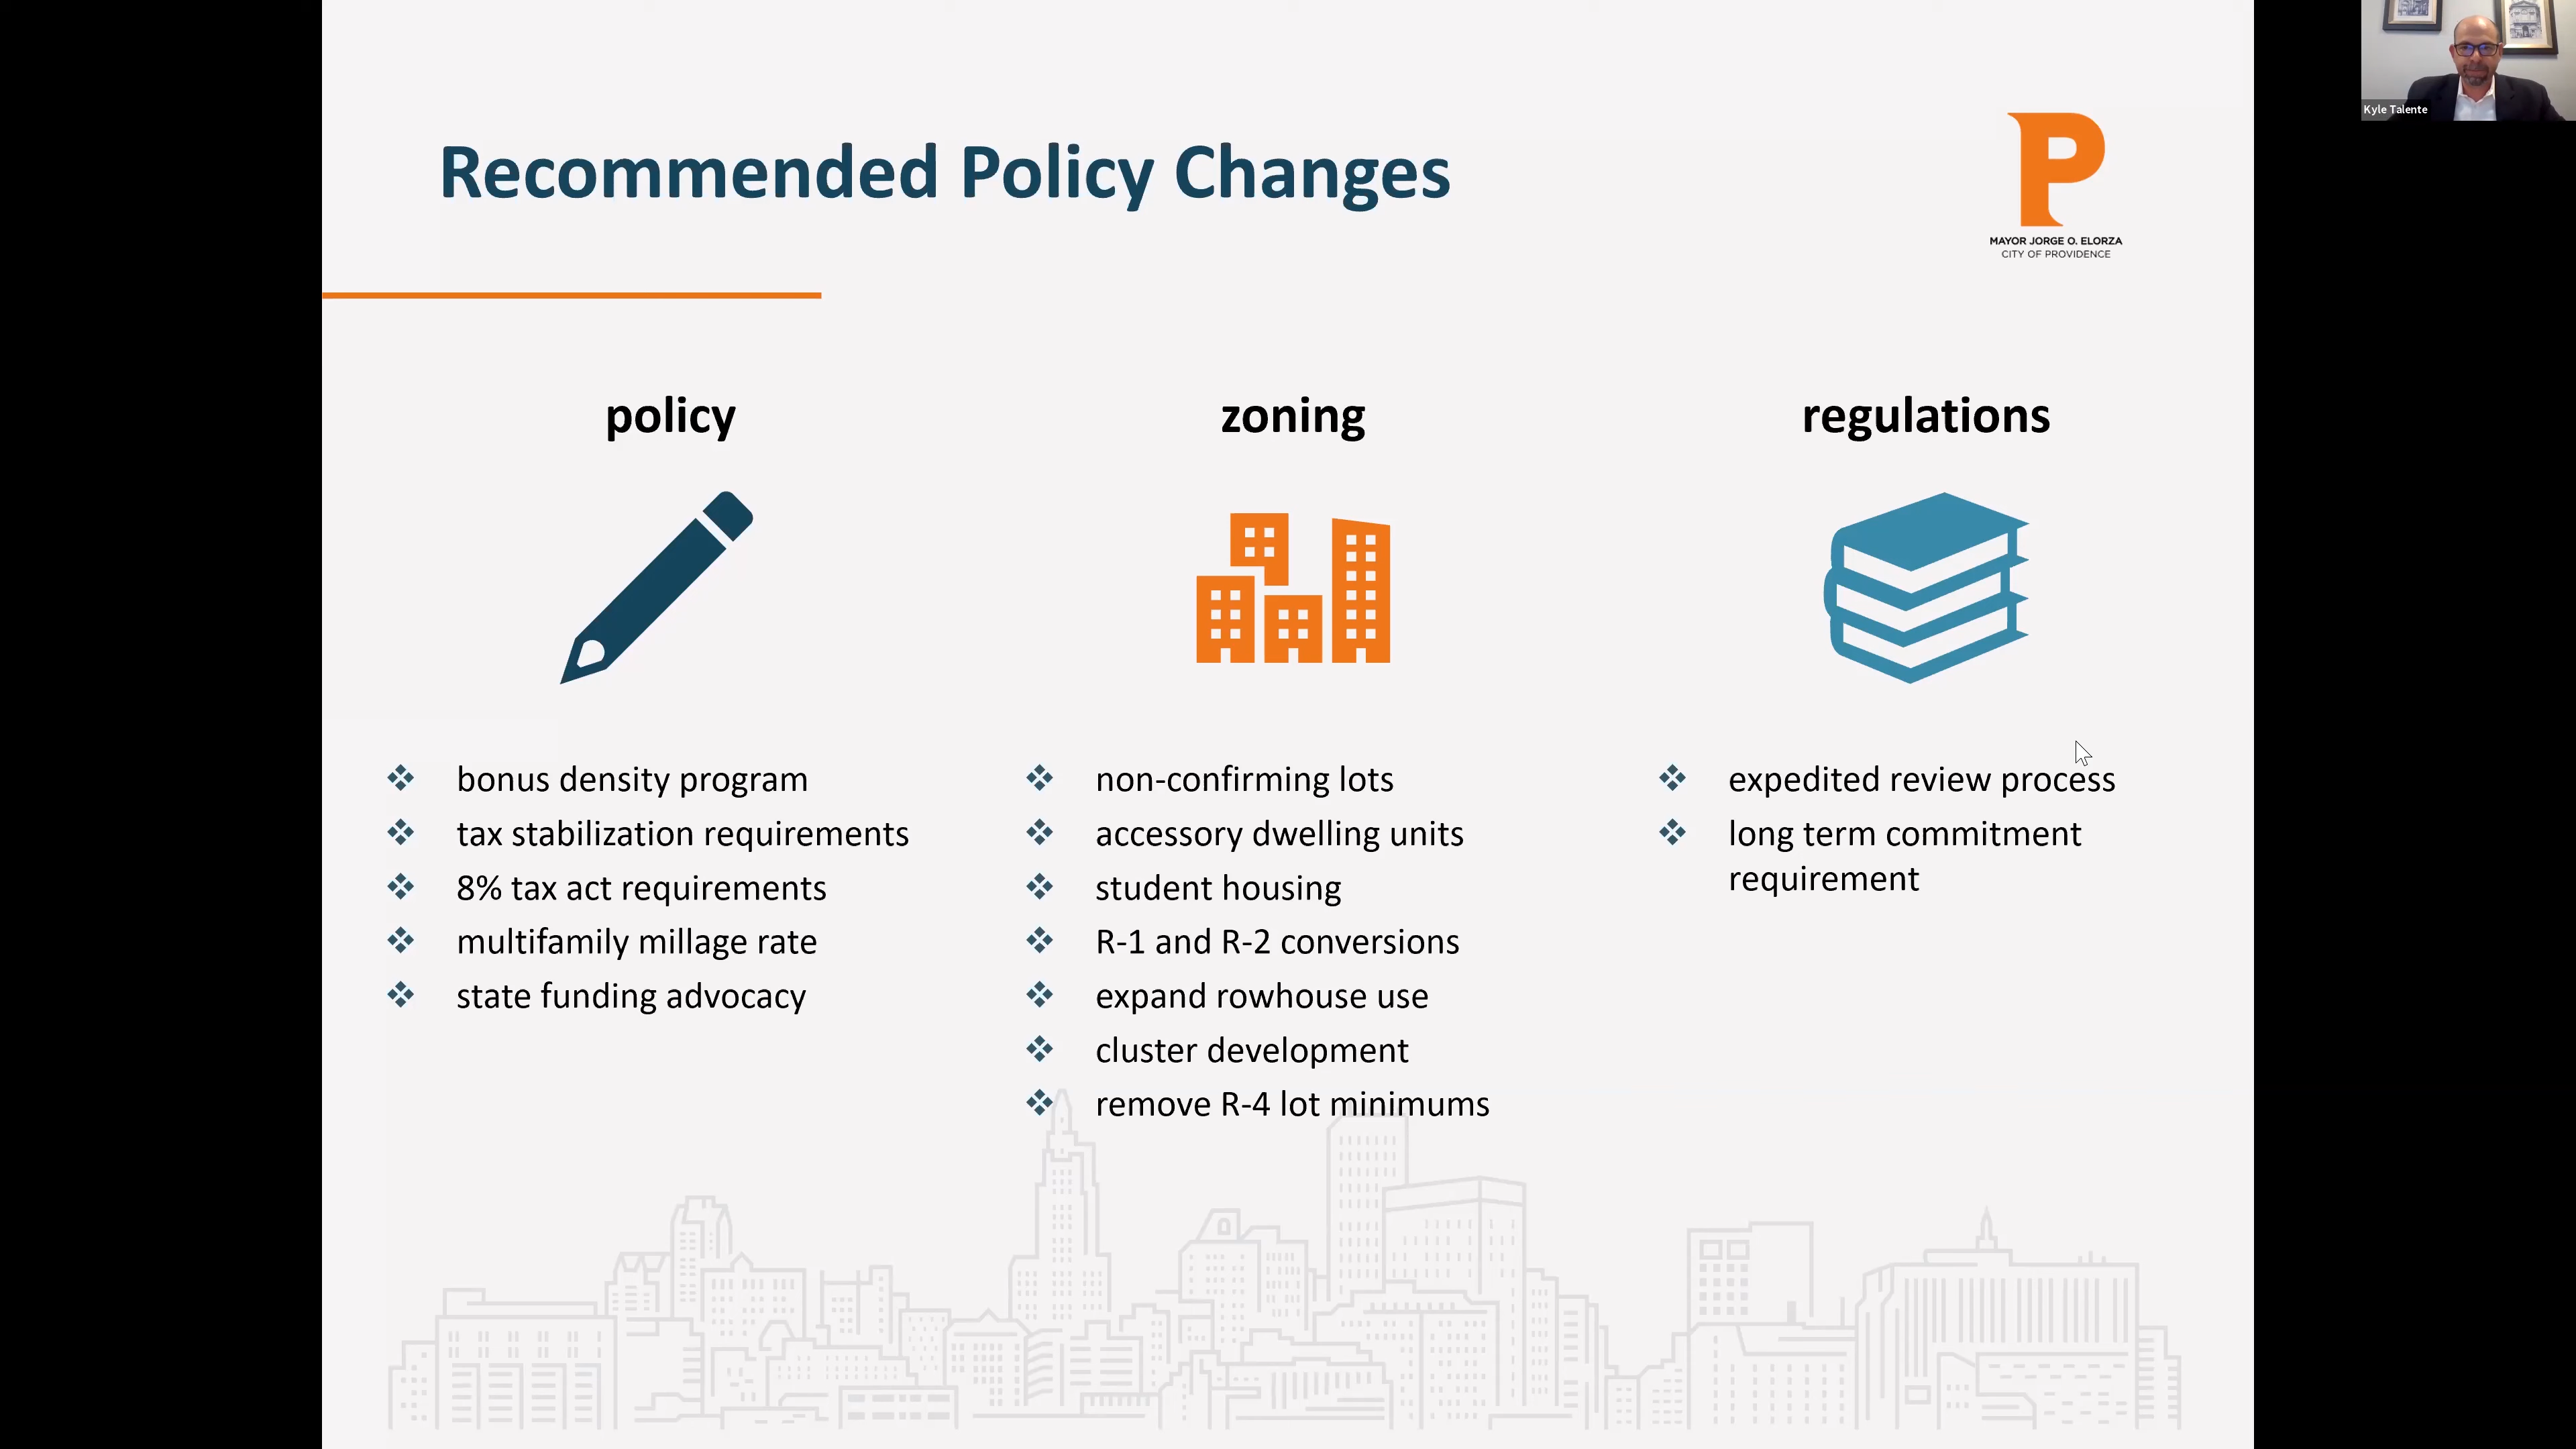 Recommended Policy Changes
MAYOR JORGE O. ELORZA
CITY OF PROVIDENCE
Kyle Talente
policy
bonus density program
tax stabilization requirements
8% tax act requirements
multifamily millage rate
state funding advocacy
zoning
non-confirming lots
accessory dwelling units
student housing
R-1 and R-2 conversions
expand rowhouse use
cluster development
remove R-4 lot minimums
regulations
expedited review process
long term commitment
requirement